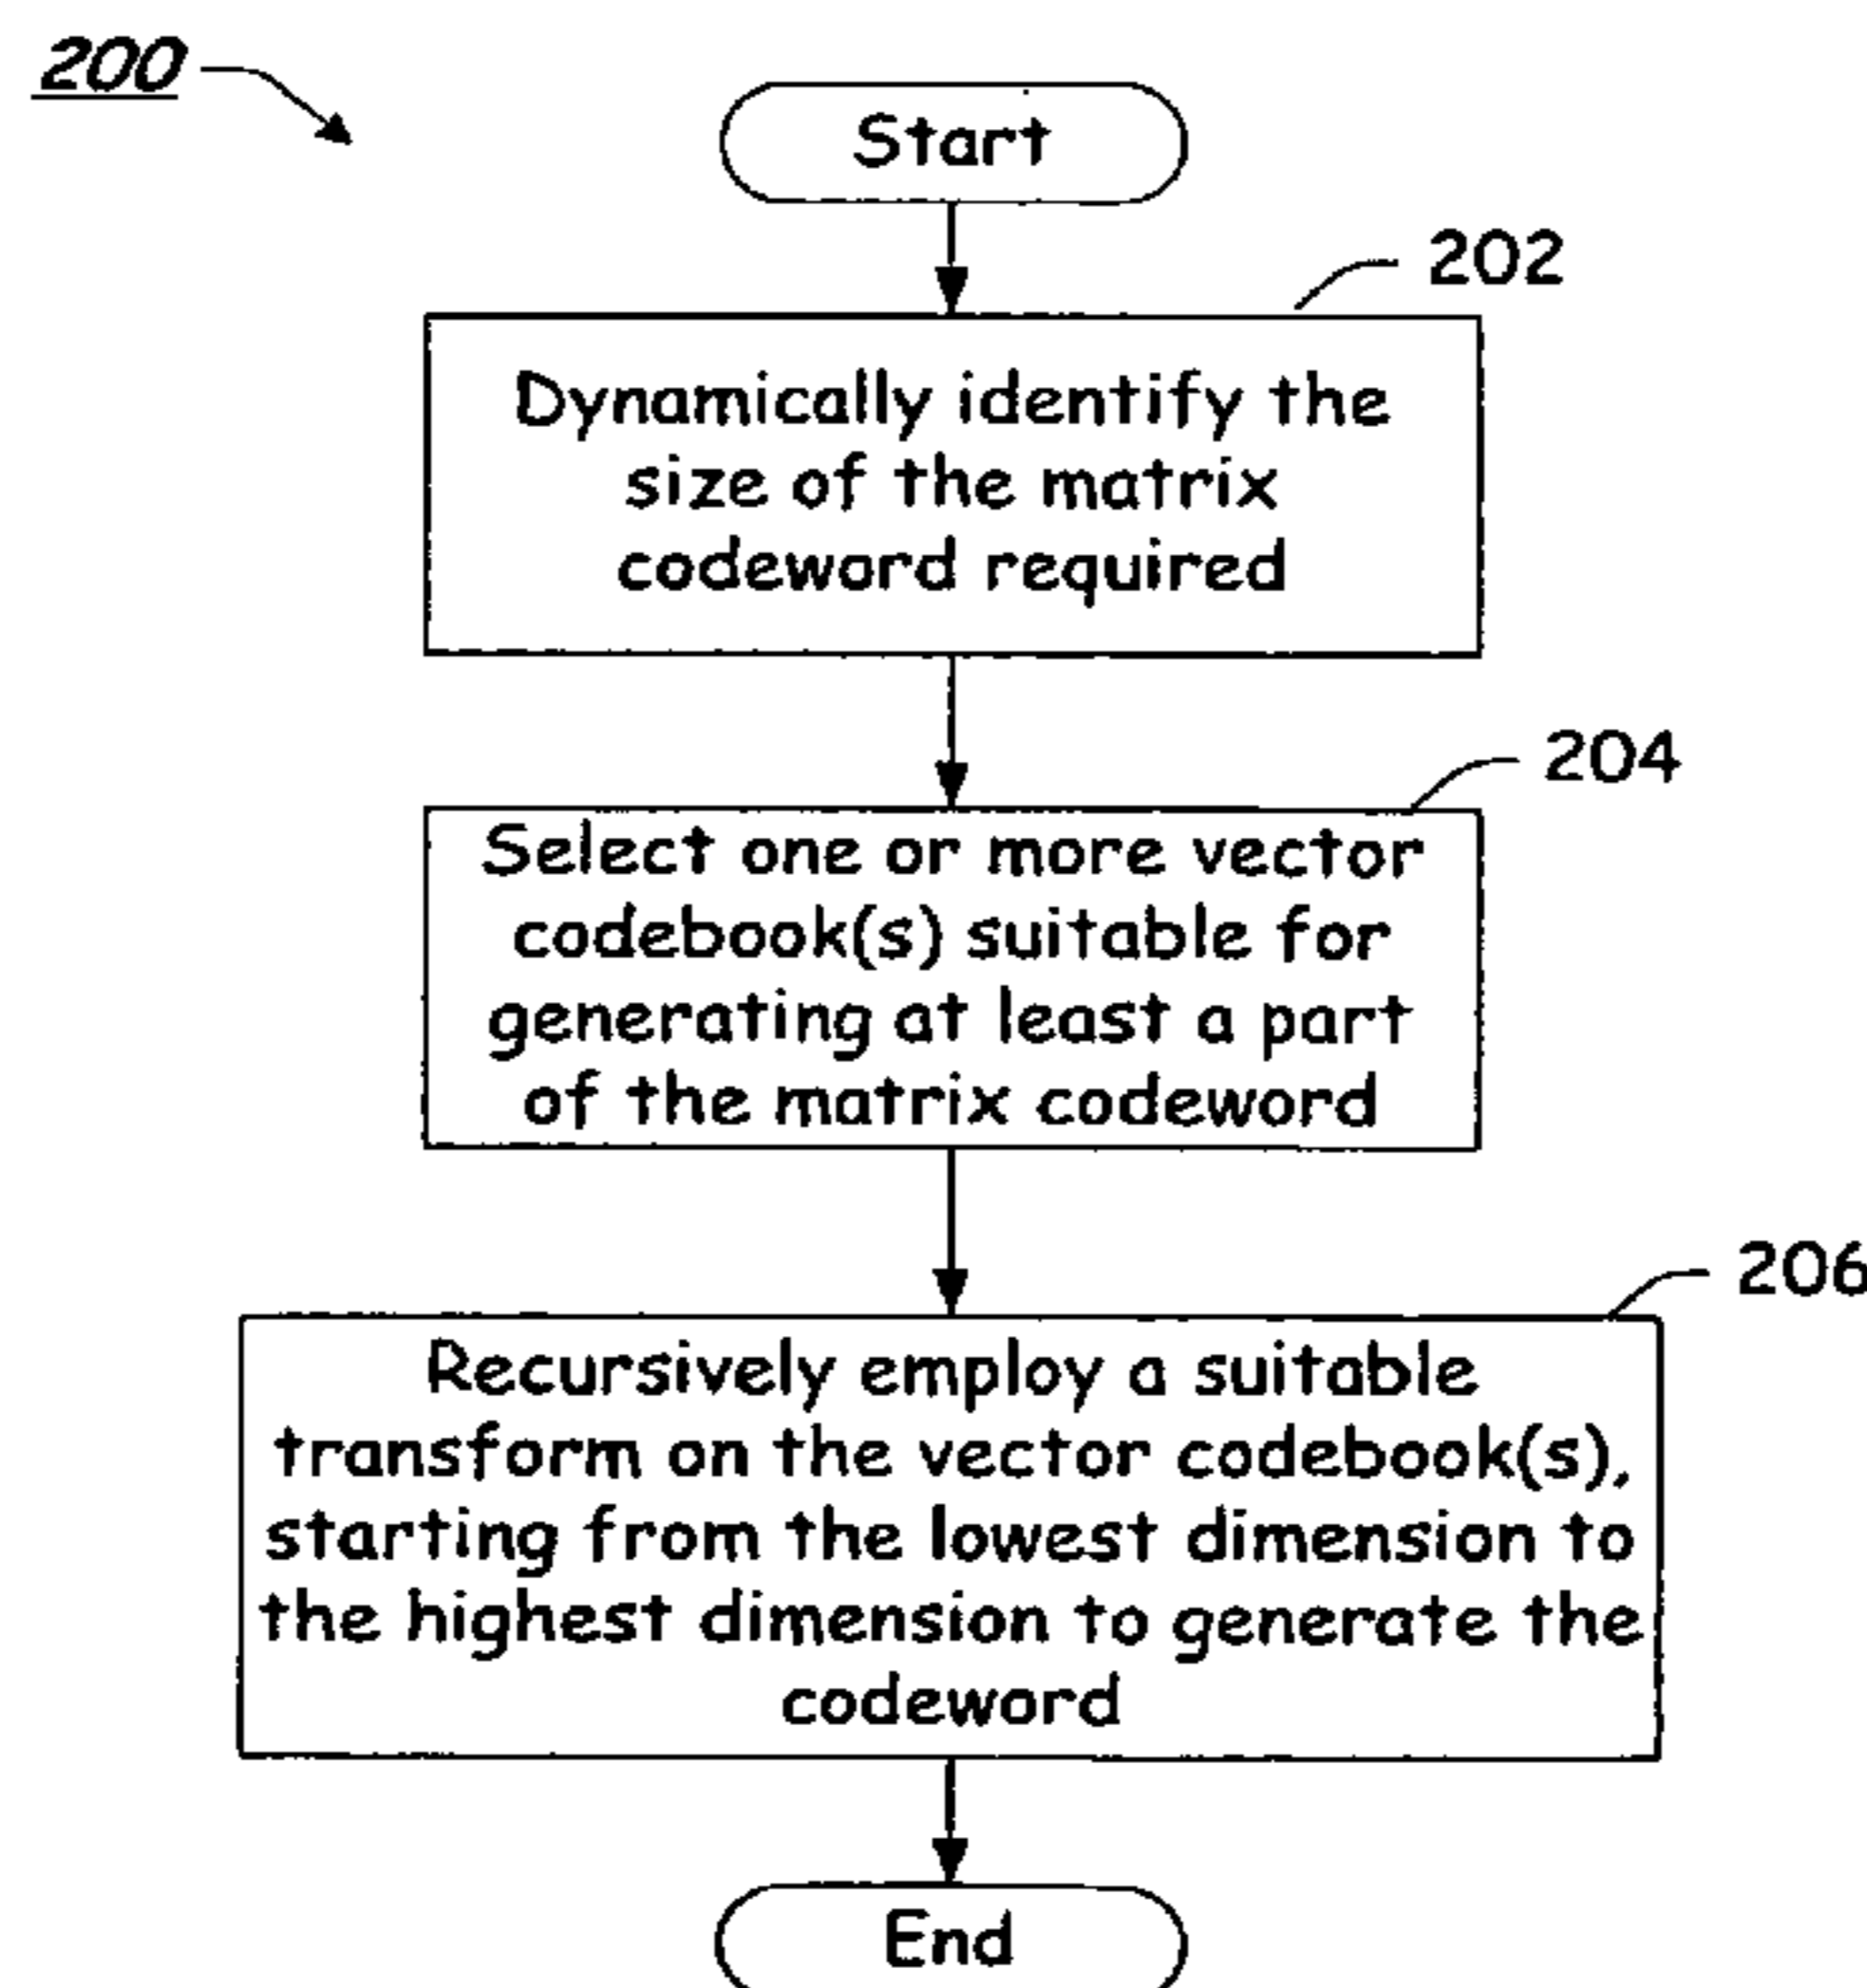 200
Start
202
Dynamically identify the
size of the matrix
codeword required
204
Select one or more vector
codebook(s) suitable for
generating at least a part
of the matrix codeword
206
Recursively employ a suitable
transform on the vector codebook(s),
starting from the lowest dimension to
the highest dimension to generate the
codeword
End